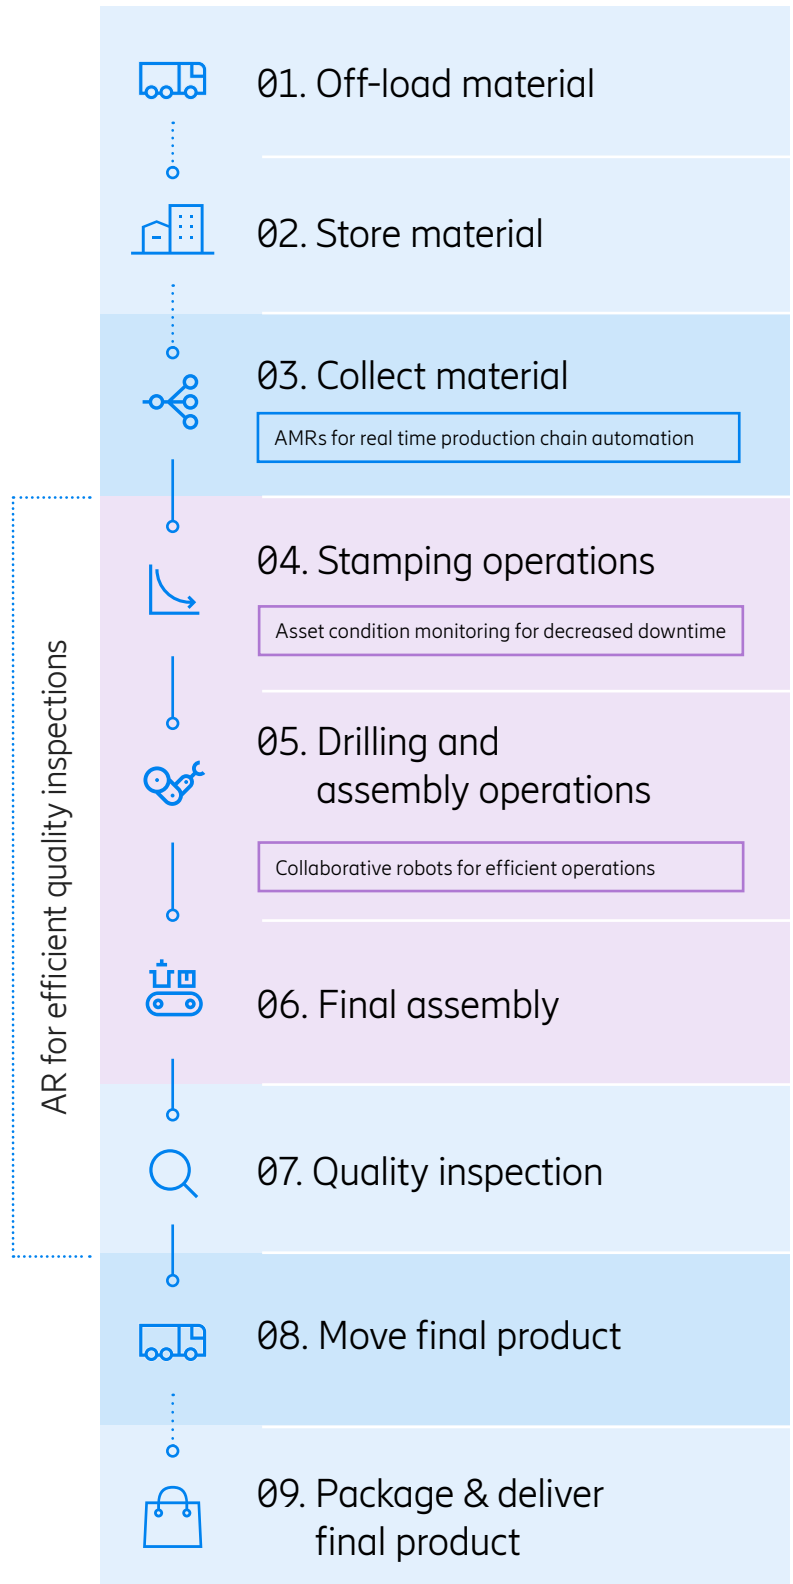 01. Off-load material
02. Store material
03. Collect material
AMRs for real time production chain automation
AR for efficient quality inspections
04. Stamping operations
Asset condition monitoring for decreased downtime
05. Drilling and
assembly operations
Collaborative robots for efficient operations
06. Final assembly
07. Quality inspection
08. Move final product
09. Package & deliver
final product